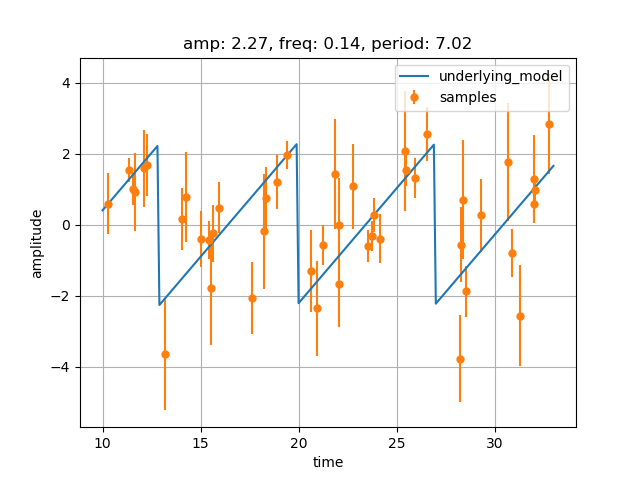 amp: 2.27, freq: 0.14, period: 7.02
underlying_model
samples
4
2
0
−2
−4
amplitude
10
15
20
25
30
time